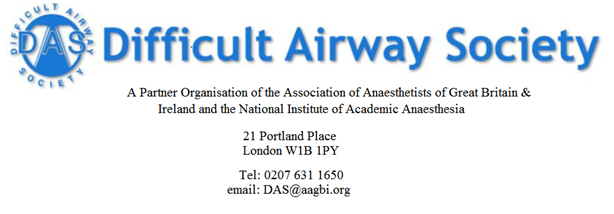 DIFFICULT AIRWAY
DAS
SOCIETY
Difficult Airway Society
A Partner Organisation of the Association of Anaesthetists of Great Britain &
Ireland and the National Institute of Academic Anaesthesia
21 Portland Place
London W1B 1PY
Tel: 0207 631 1650
email: DAS@aagbi.org